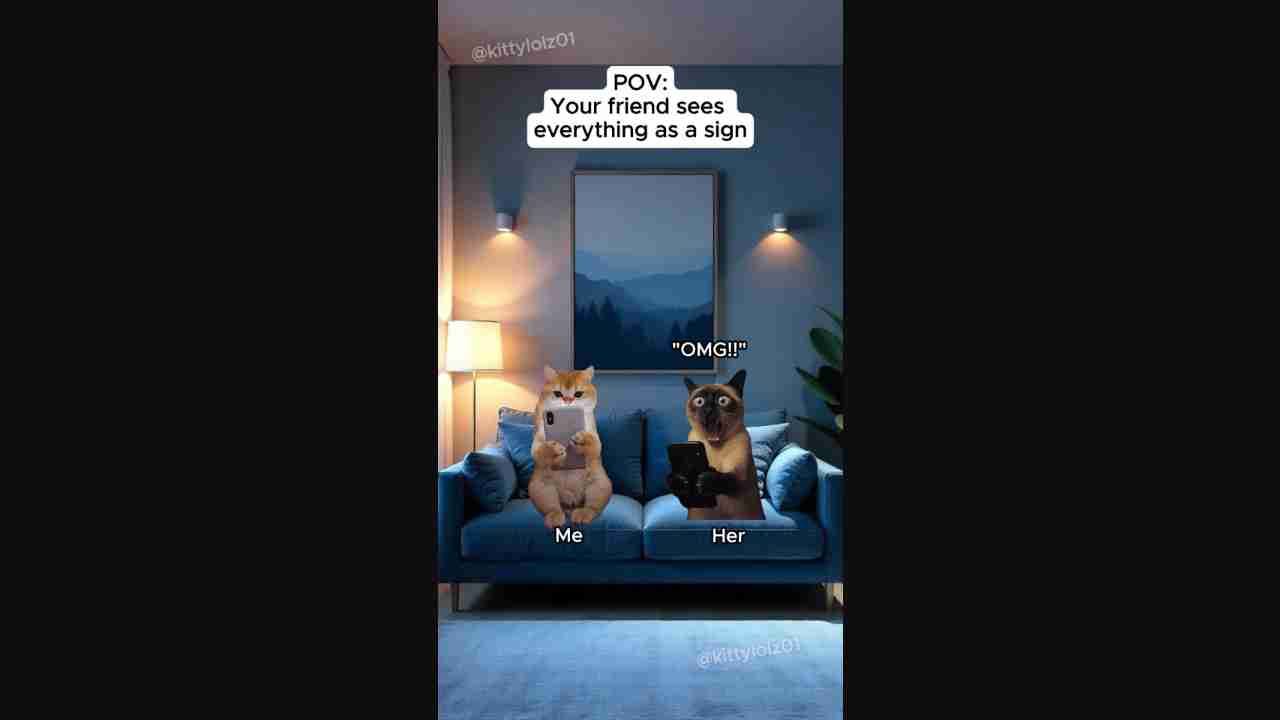 @kittylolz01
POV:
Your friend sees
everything as a sign
"OMG!!"
Me
Her
@kittylolz01